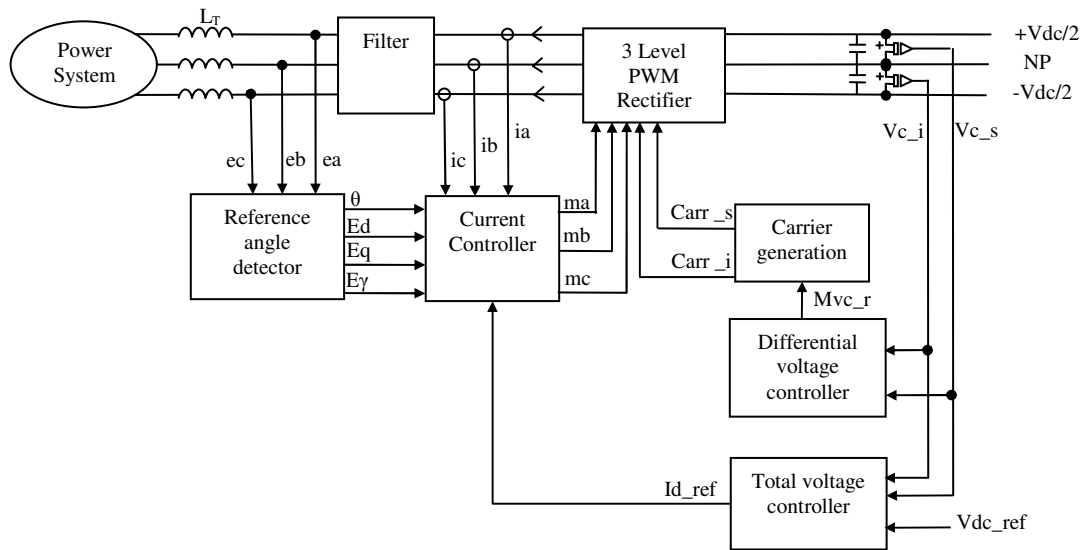 L_T
Power
System
Filter
3 Level
PWM
Rectifier
+
+
+Vdc/2
NP
-Vdc/2
Vc_i
Vc_s
ec
eb
ea
ic
ib
ia
Reference
angle
detector
θ
Ed
Eq
Eγ
Current
Controller
ma
mb
mc
Carr _s
Carr _i
Carrier
generation
Mvc_r
Differential
voltage
controller
Id_ref
Total voltage
controller
Vdc_ref